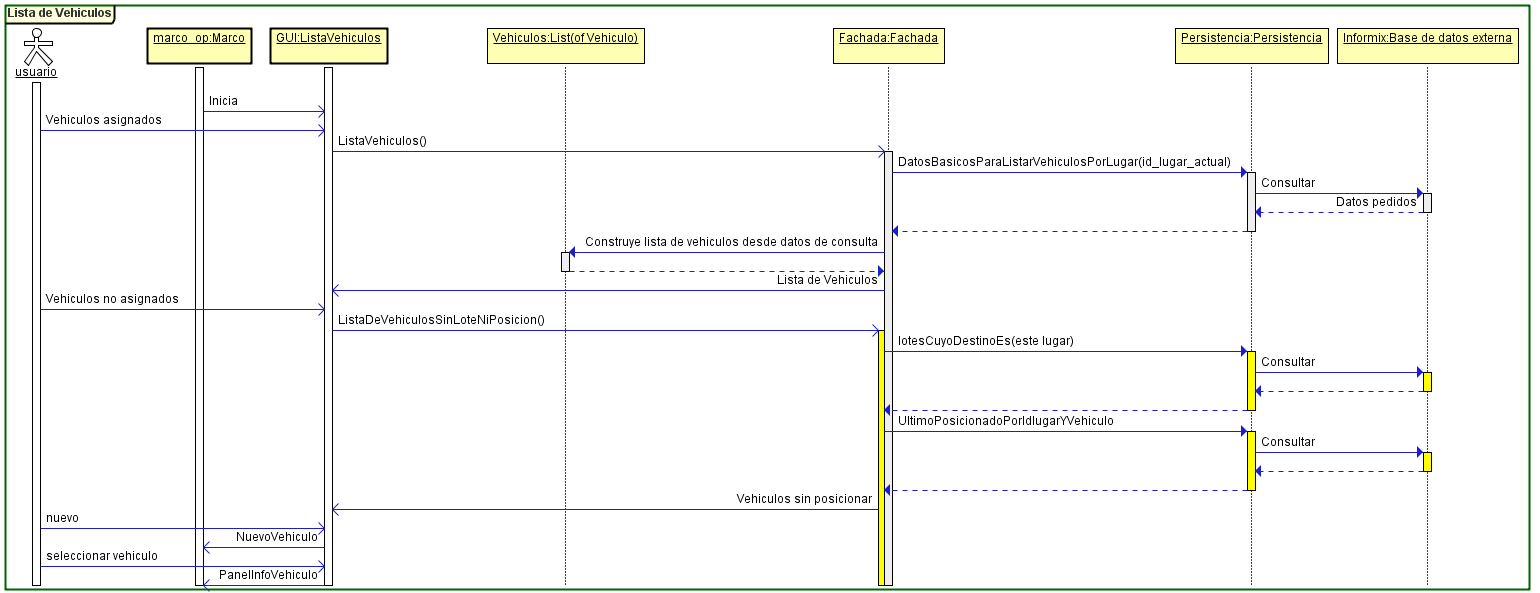 Lista de Vehiculos
usuario
marco_op:Marco
GUI:ListaVehiculos
Vehiculos:List(of Vehiculo)
Fachada:Fachada
Persistencia:Persistencia
Informix:Base de datos externa
Inicia
Vehiculos asignados
ListaVehiculos()
DatosBasicosParaListarVehiculosPorLugar(id_lugar_actual)
Consultar
Datos pedidos
Construye lista de vehiculos desde datos de consulta
Lista de Vehiculos
Vehiculos no asignados
ListaDeVehiculosSinLoteNiPosicion()
lotesCuyoDestinoEs(este lugar)
Consultar
UltimoPosicionadoPorIdlugarYVehiculo
Consultar
Vehiculos sin posicionar
nuevo
NuevoVehiculo
seleccionar vehiculo
PanelInfoVehiculo